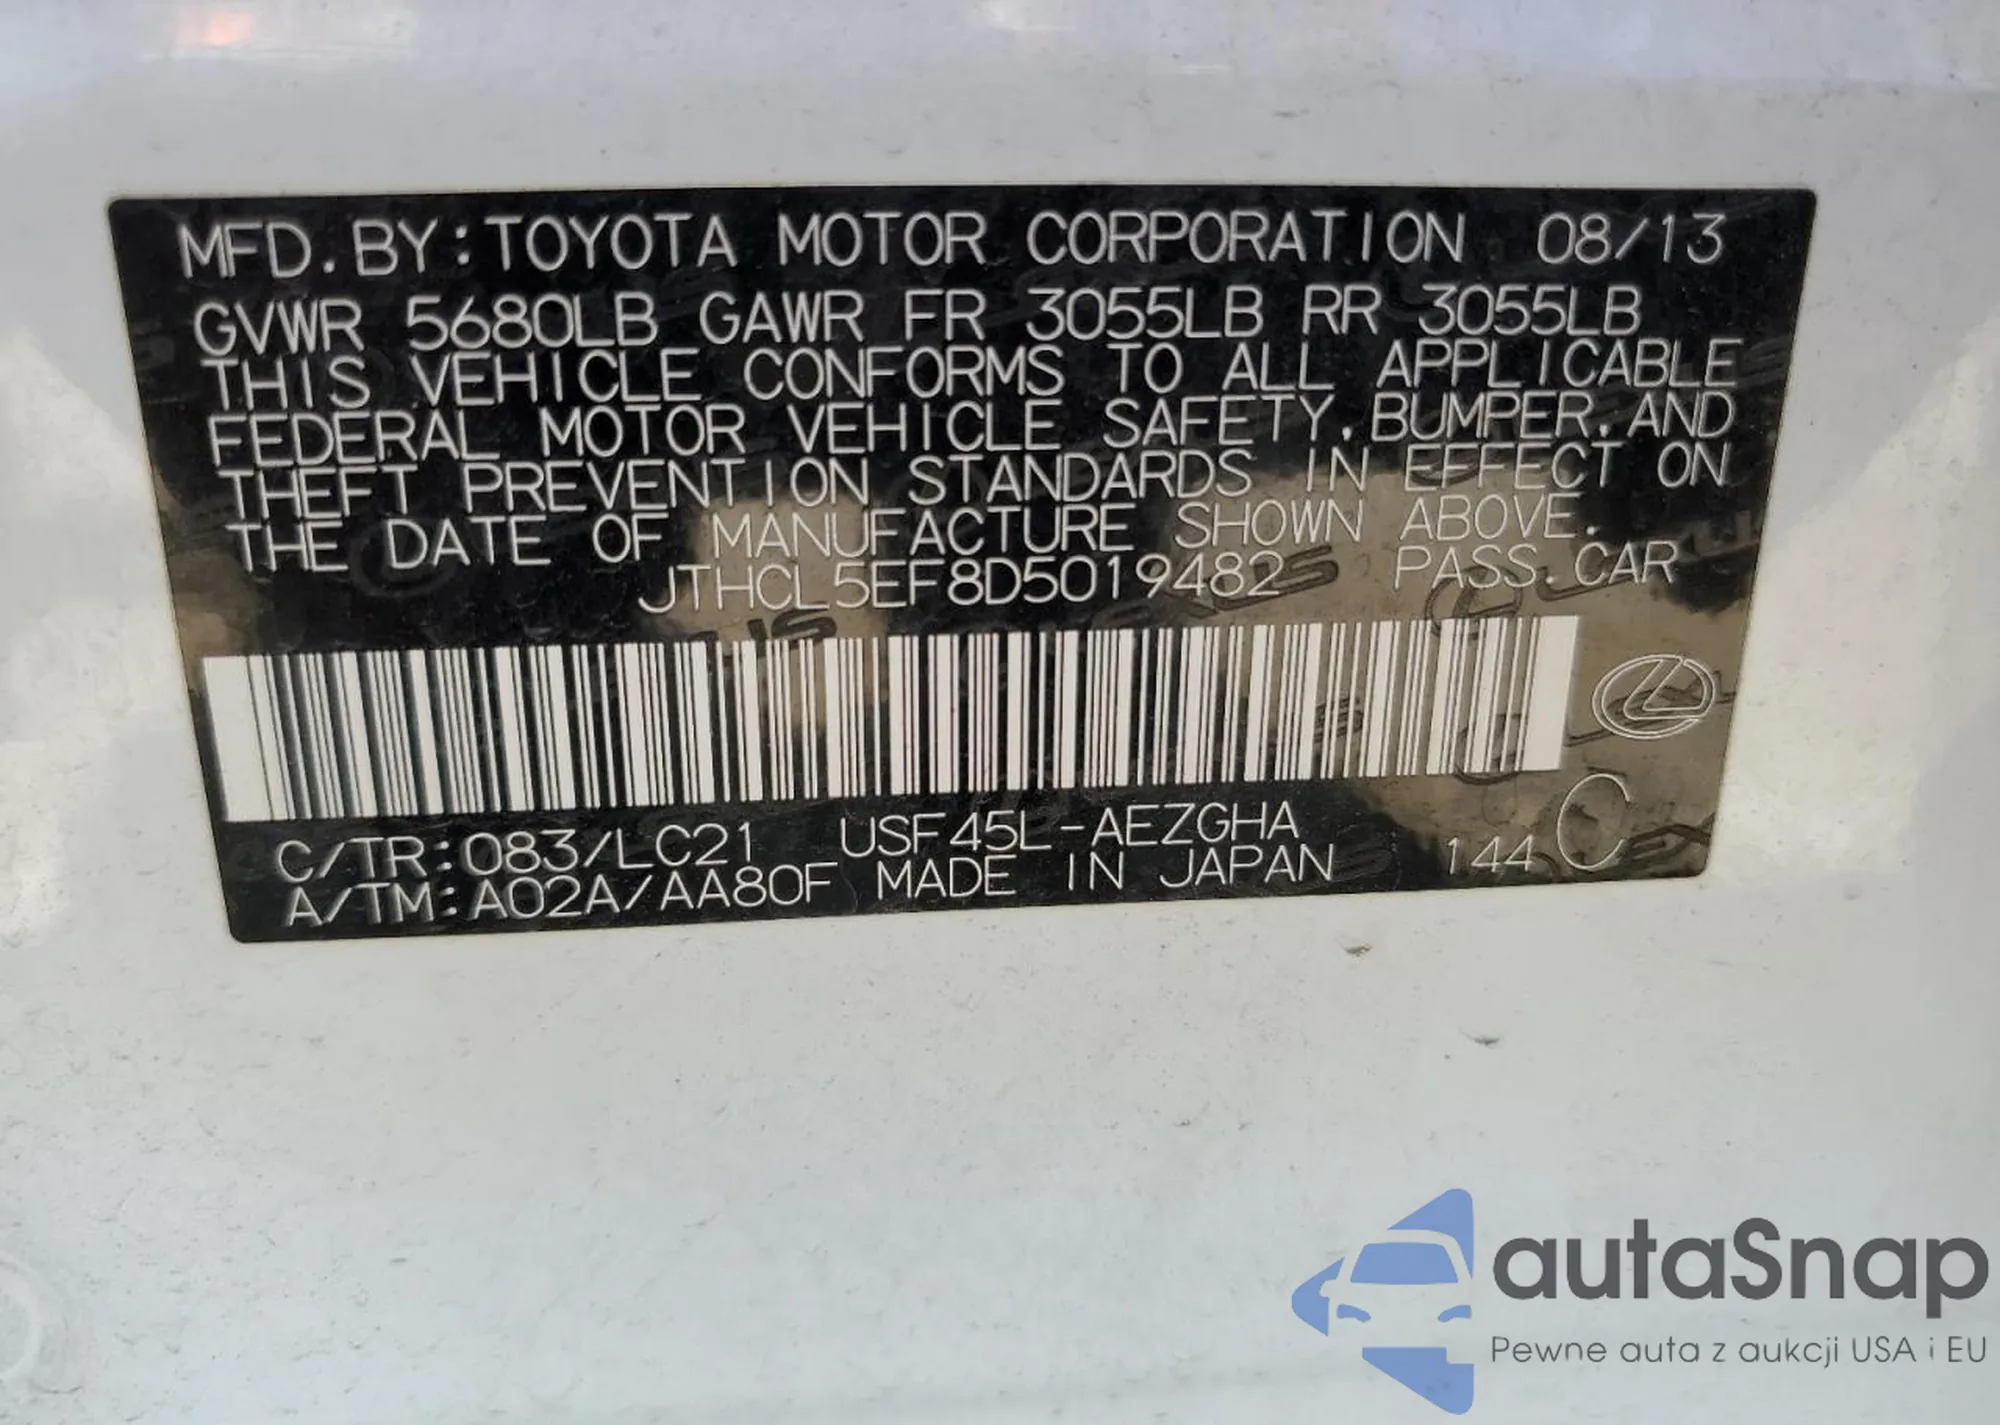 MFD. BY: TOYOTA MOTOR CORPORATION 08/13
GVWR 5680LB GAWR FR 3055LB RR 3055LB
THIS VEHICLE CONFORMS TO ALL APPLICABLE
FEDERAL MOTOR VEHICLE SAFETY, BUMPER, AND
THEFT PREVENTION STANDARDS IN EFFECT ON
THE DATE OF MANUFACTURE SHOWN ABOVE.
JTHCL5EF8D5019482 PASS. CAR
C/TR: 083/LC21 USF45L-AEZGHA
A/TM: A02A/AA80F MADE IN JAPAN 144 C
autaSnap
Pewne auta z aukcji USA i EU